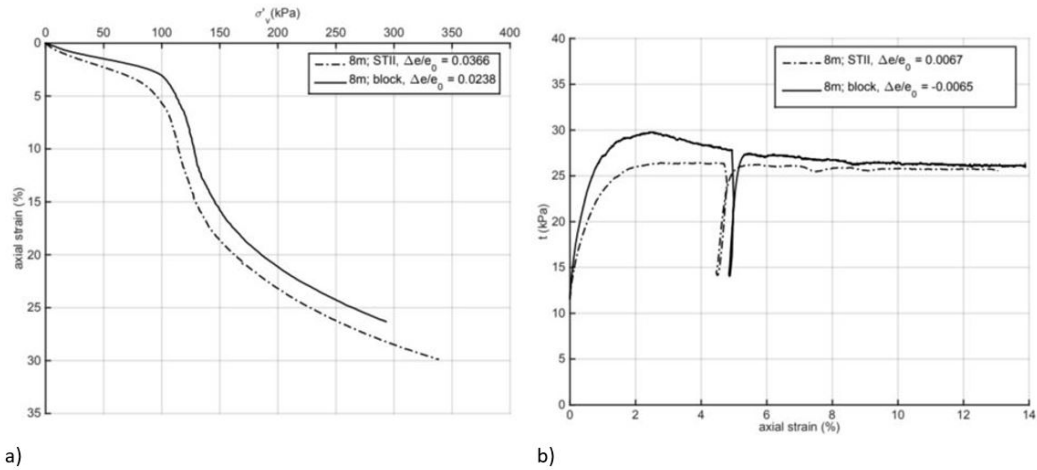 σ'v(kPa)
0 50 100 150 200 250 300 350 400
0
5
10
15
20
25
30
35
axial strain (%)
8m; STII, Δe/e0 = 0.0366
8m; block, Δe/e0 = 0.0238
a)
40
35
30
25
20
15
10
5
0
t (kPa)
8m; STII, Δe/e0 = 0.0067
8m; block, Δe/e0 = -0.0065
0 2 4 6 8 10 12 14
axial strain (%)
b)